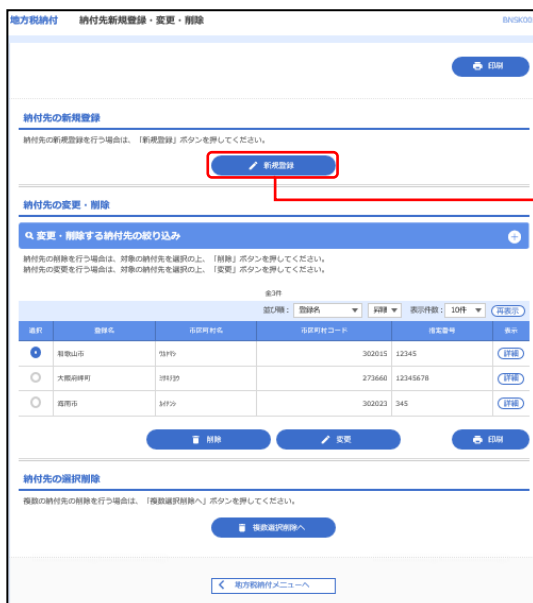 地方税納付 納付先新規登録・変更・削除 BNSK00
印刷
納付先の新規登録
納付先の新規登録を行う場合は、「新規登録」ボタンを押してください。
新規登録
納付先の変更・削除
変更・削除する納付先の絞り込み
納付先の削除を行う場合は、対象の納付先を選択の上、「削除」ボタンを押してください。
納付先の変更を行う場合は、対象の納付先を選択の上、「変更」ボタンを押してください。
全3件
並び順： 登録名 昇順 表示件数： 10件 再表示
選択 登録名 市区町村名 市区町村コード 指定番号 表示
和歌山市 ﾜｶﾔﾏｼ 302015 12345 詳細
大阪府岬町 273660 12345678 詳細
海南市 ｶｲﾅﾝｼ 302023 345 詳細
削除 変更 印刷
納付先の選択削除
複数の納付先の削除を行う場合は、「複数選択削除へ」ボタンを押してください。
複数選択削除へ
地方税納付メニューへ